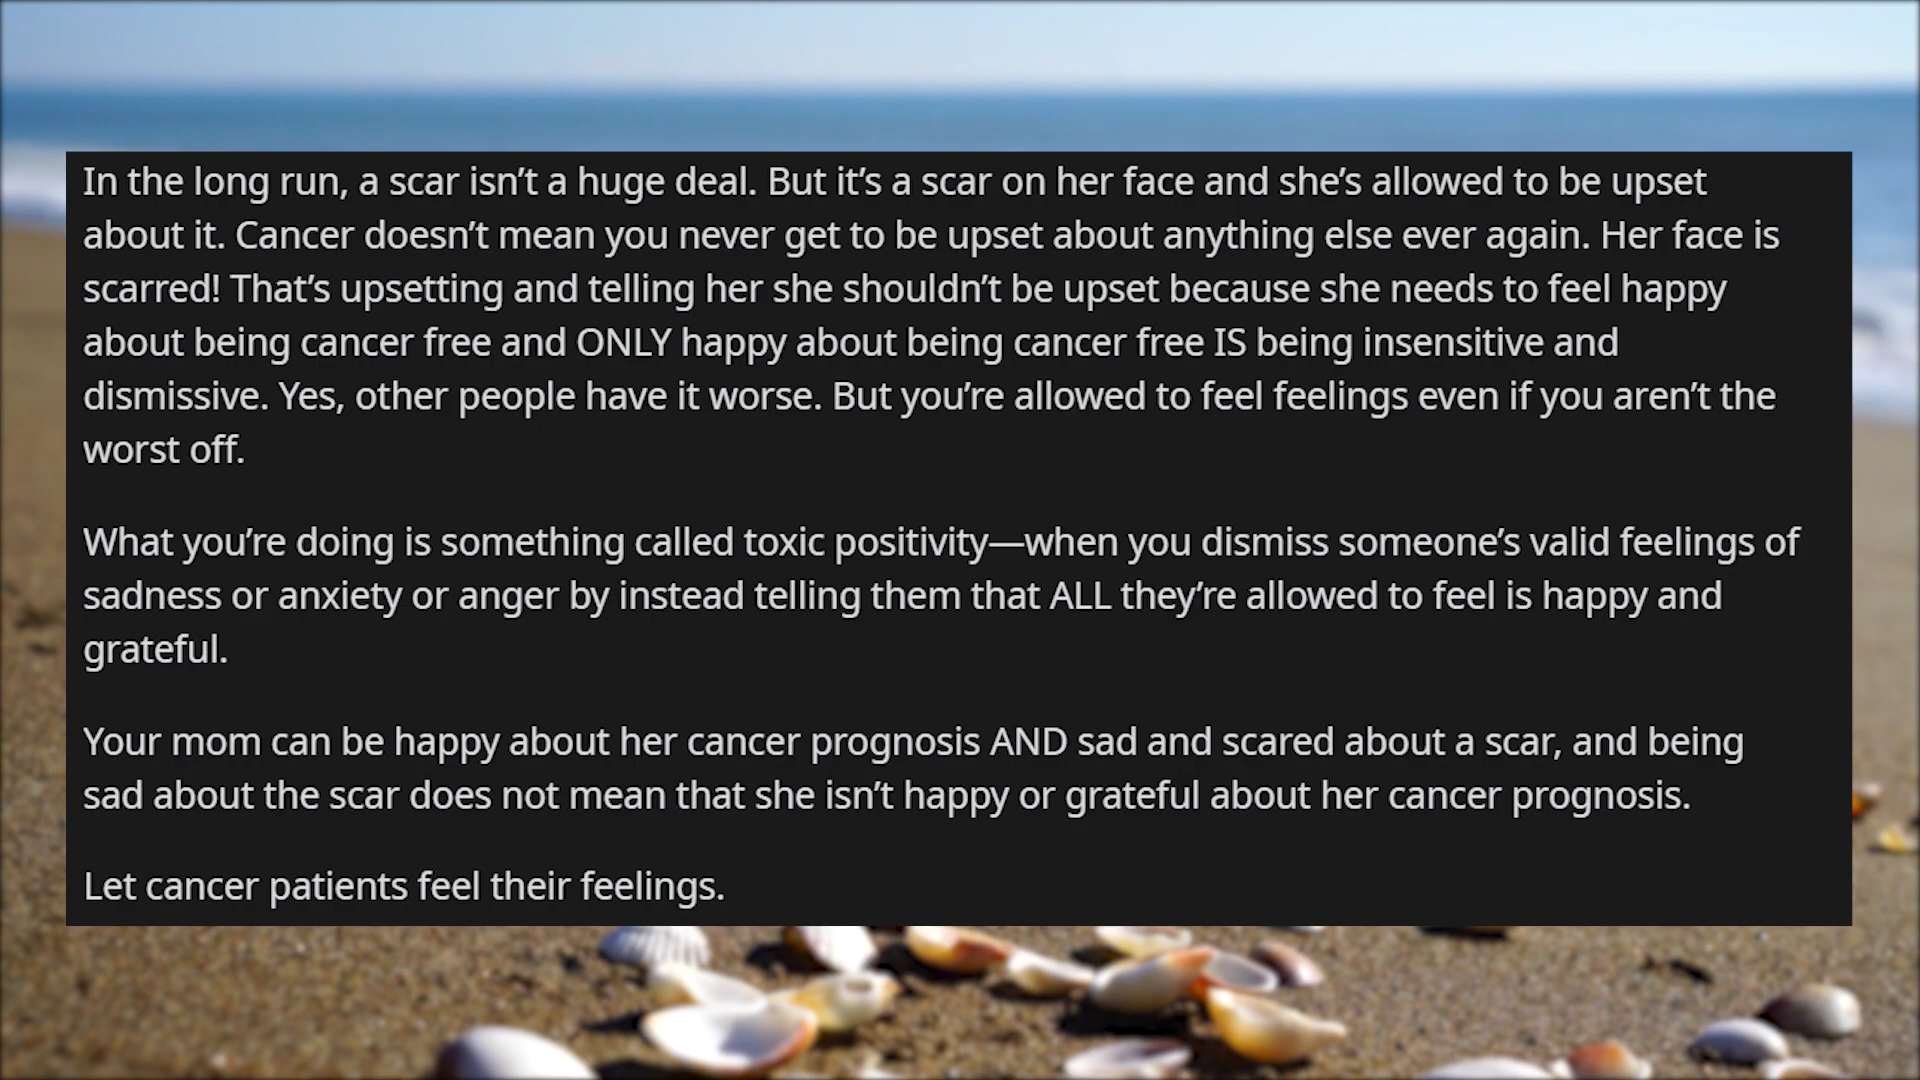 In the long run, a scar isn’t a huge deal. But it’s a scar on her face and she’s allowed to be upset
about it. Cancer doesn’t mean you never get to be upset about anything else ever again. Her face is
scarred! That’s upsetting and telling her she shouldn’t be upset because she needs to feel happy
about being cancer free and ONLY happy about being cancer free IS being insensitive and
dismissive. Yes, other people have it worse. But you’re allowed to feel feelings even if you aren’t the
worst off.
What you’re doing is something called toxic positivity—when you dismiss someone’s valid feelings of
sadness or anxiety or anger by instead telling them that ALL they’re allowed to feel is happy and
grateful.
Your mom can be happy about her cancer prognosis AND sad and scared about a scar, and being
sad about the scar does not mean that she isn’t happy or grateful about her cancer prognosis.
Let cancer patients feel their feelings.